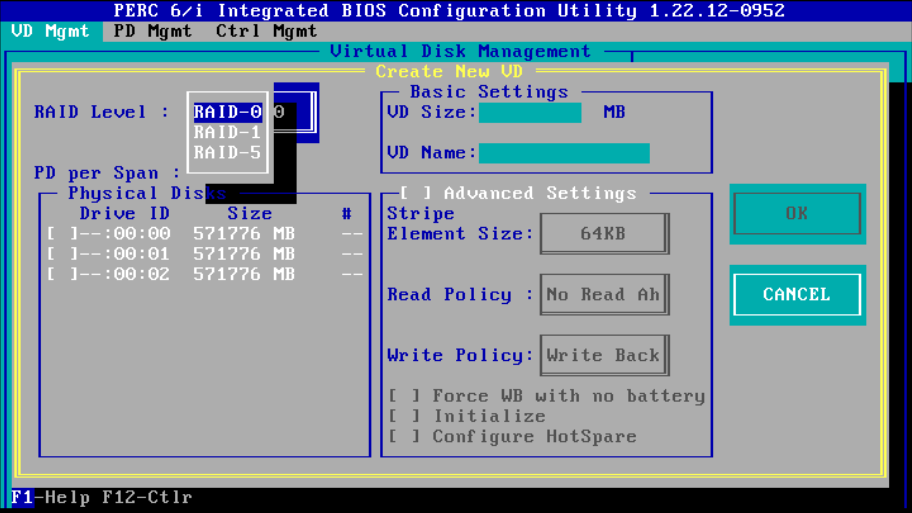 PERC 6/i Integrated BIOS Configuration Utility 1.22.12-0952
VD Mgmt PD Mgmt Ctrl Mgmt
Virtual Disk Management
Create New VD
RAID Level :
RAID-0 0
RAID-1
RAID-5
PD per Span :
Physical Disks
Drive ID Size #
[ ]--:00:00 571776 MB --
[ ]--:00:01 571776 MB --
[ ]--:00:02 571776 MB --
Basic Settings
VD Size: MB
VD Name:
[ ] Advanced Settings
Stripe
Element Size: 64KB
Read Policy : No Read Ah
Write Policy: Write Back
[ ] Force WB with no battery
[ ] Initialize
[ ] Configure HotSpare
OK
CANCEL
F1-Help F12-Ctlr